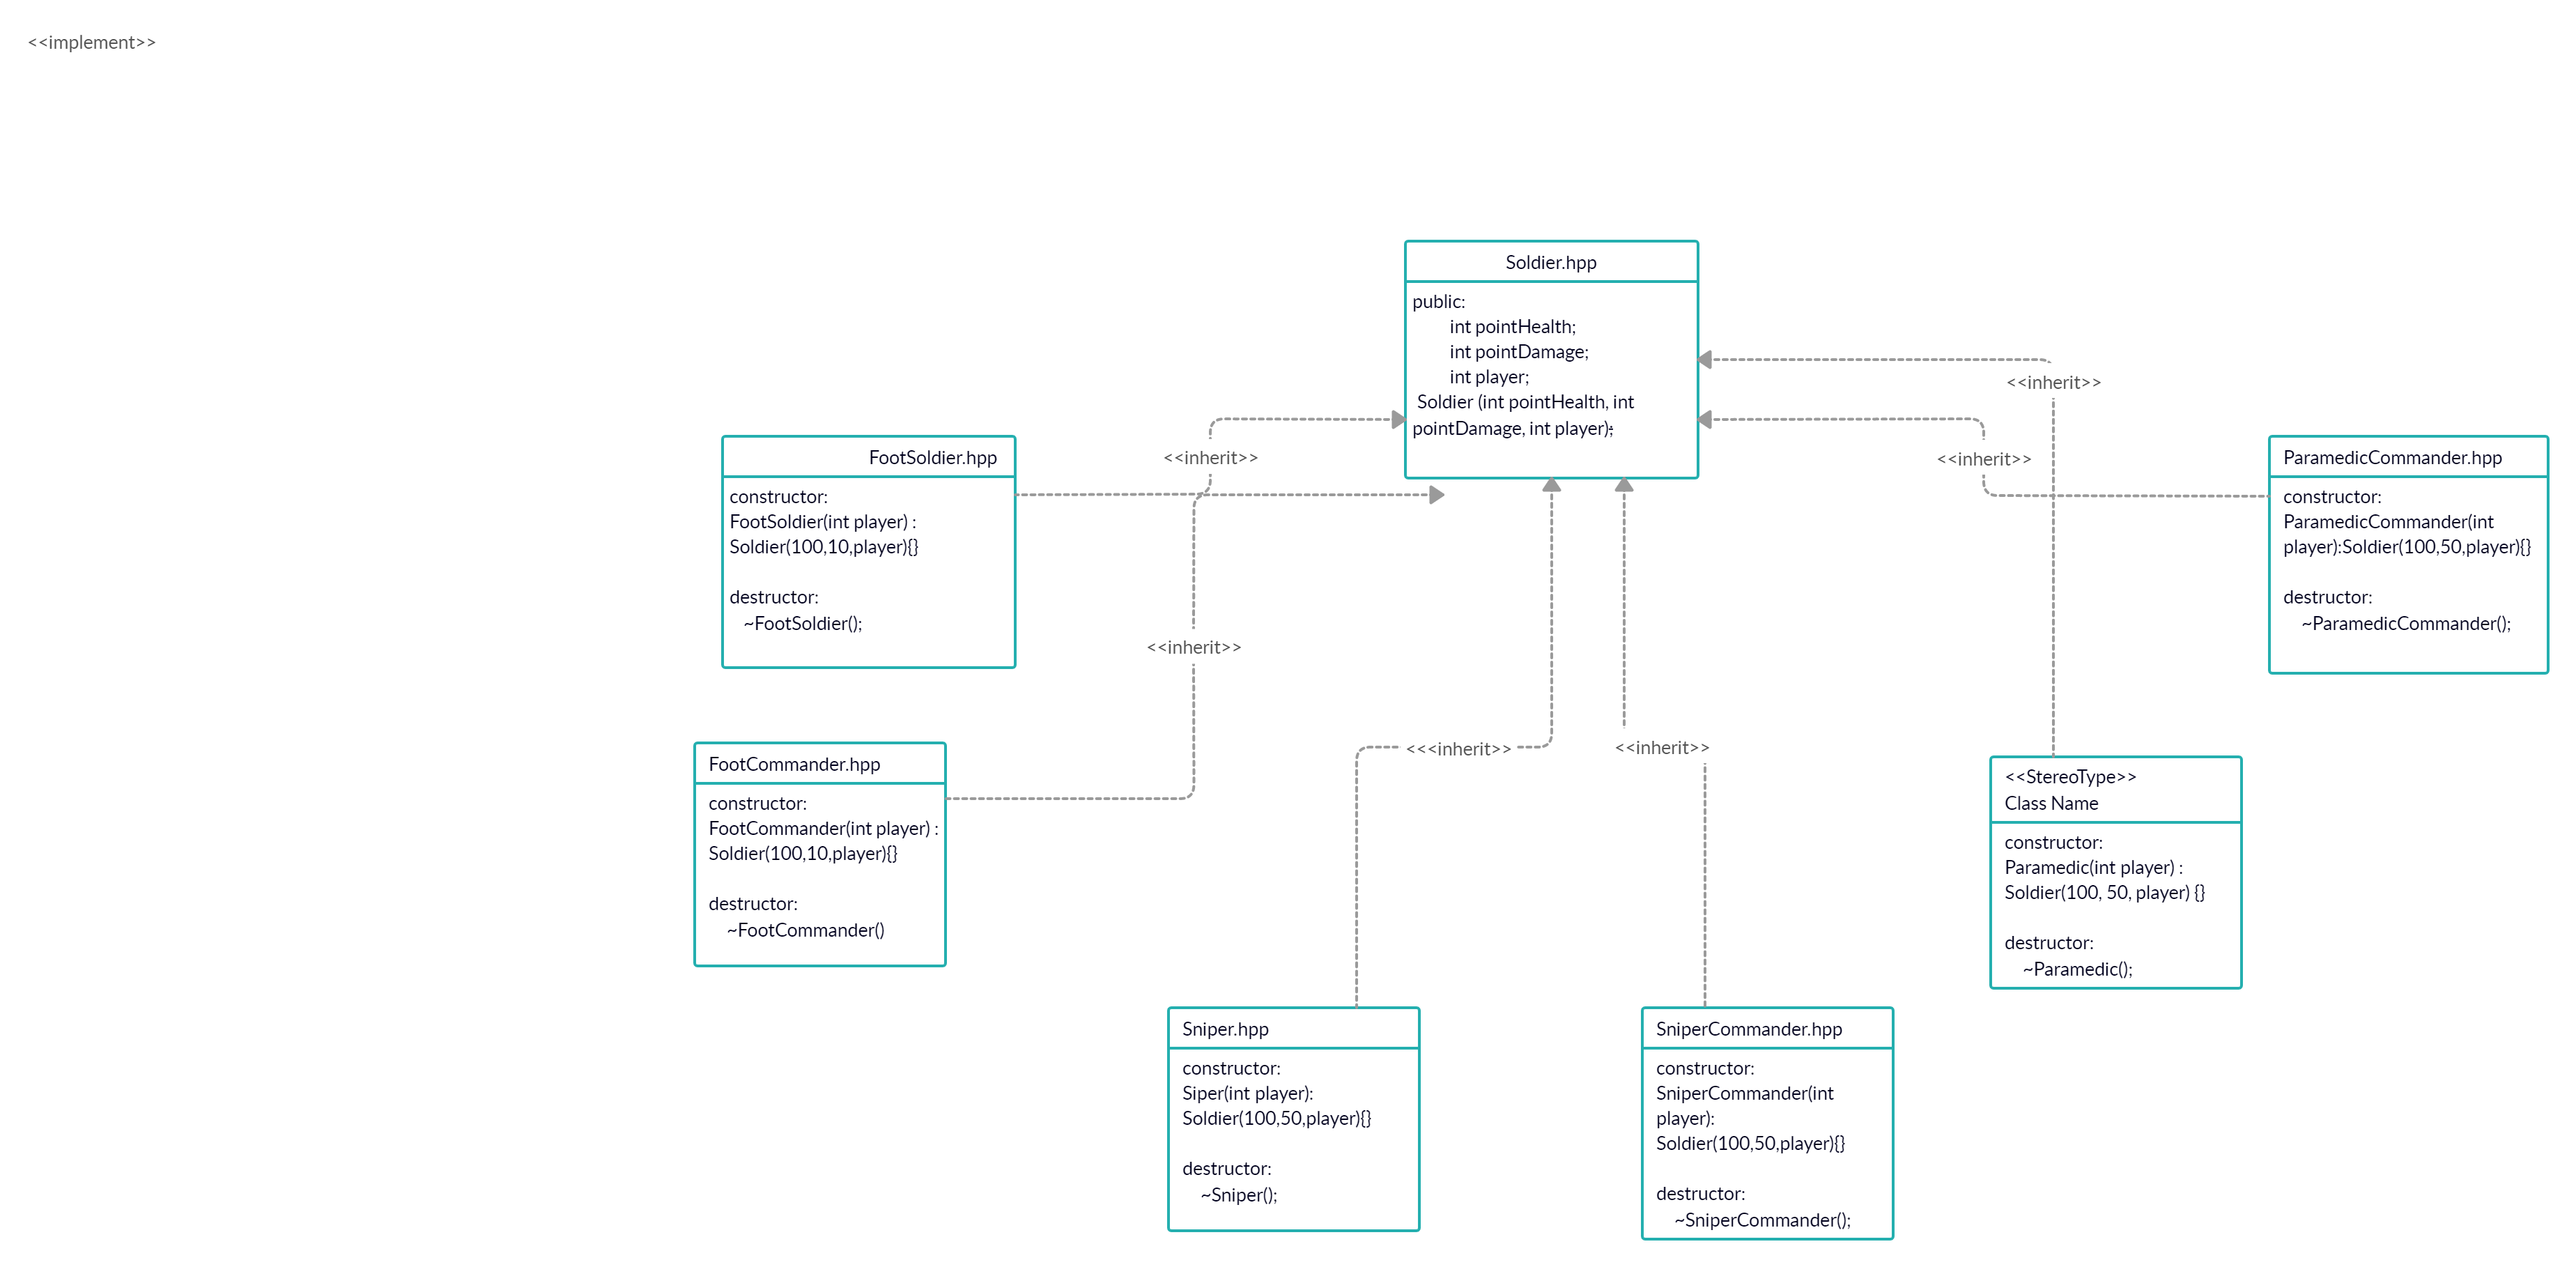 <<implement>>
Soldier.hpp
public:
int pointHealth;
int pointDamage;
int player;
Soldier (int pointHealth, int
pointDamage, int player);
<<inherit>>
<<inherit>>
<<inherit>>
<<inherit>>
<<<inherit>>
<<inherit>>
FootSoldier.hpp
constructor:
FootSoldier(int player) :
Soldier(100,10,player){}
destructor:
~FootSoldier();
ParamedicCommander.hpp
constructor:
ParamedicCommander(int
player):Soldier(100,50,player){}
destructor:
~ParamedicCommander();
FootCommander.hpp
constructor:
FootCommander(int player) :
Soldier(100,10,player){}
destructor:
~FootCommander()
<<StereoType>>
Class Name
constructor:
Paramedic(int player) :
Soldier(100, 50, player) {}
destructor:
~Paramedic();
Sniper.hpp
constructor:
Siper(int player):
Soldier(100,50,player){}
destructor:
~Sniper();
SniperCommander.hpp
constructor:
SniperCommander(int
player):
Soldier(100,50,player){}
destructor:
~SniperCommander();